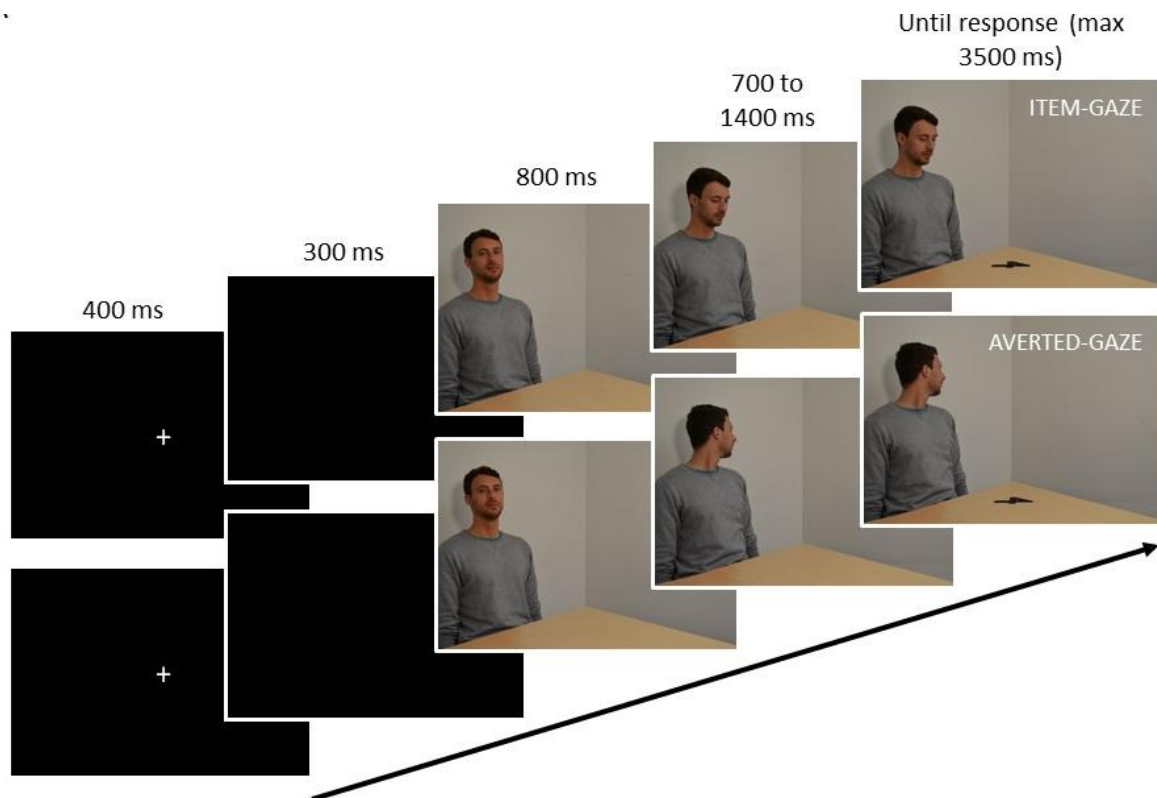 Until response (max
3500 ms)
700 to
1400 ms
ITEM-GAZE
800 ms
300 ms
AVERTED-GAZE
400 ms
+
+